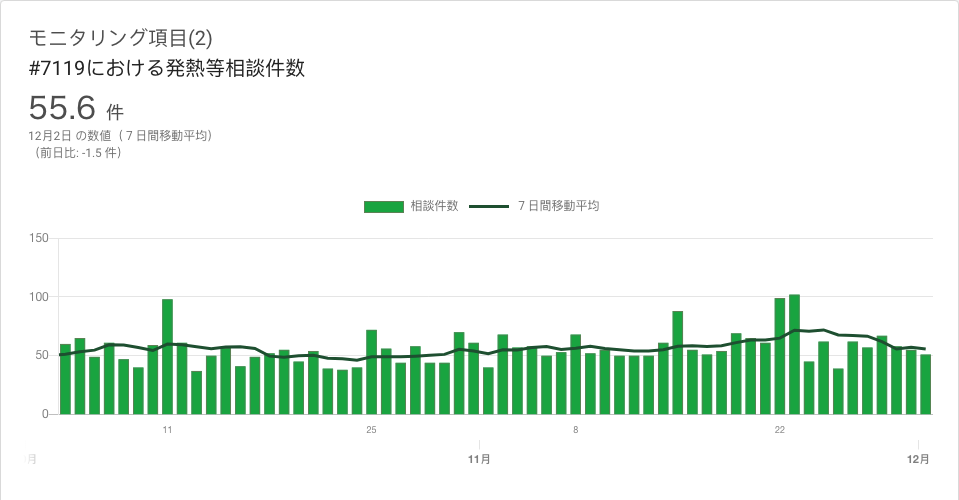 モニタリング項目(2)
#7119における発熱等相談件数
55.6 件
12月2日 の数値（７日間移動平均）
（前日比: -1.5 件）
相談件数 ７日間移動平均
150
100
50
0
11 25 8 22
月 11月 12月